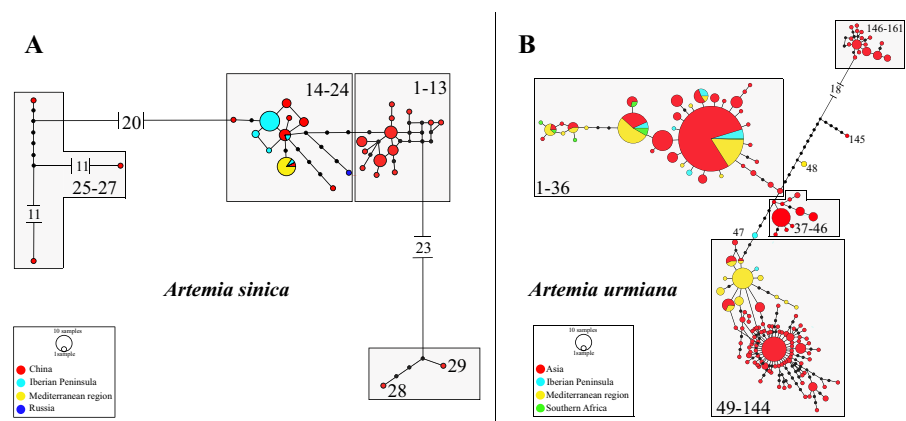 A
14-24
1-13
20
11
25-27
11
23
Artemia sinica
10 samples
1sample
China
Iberian Peninsula
Mediterranean region
Russia
28
29
B
146-161
18
145
48
1-36
37-46
47
Artemia urmiana
10 samples
1sample
Asia
Iberian Peninsula
Mediterranean region
Southern Africa
49-144